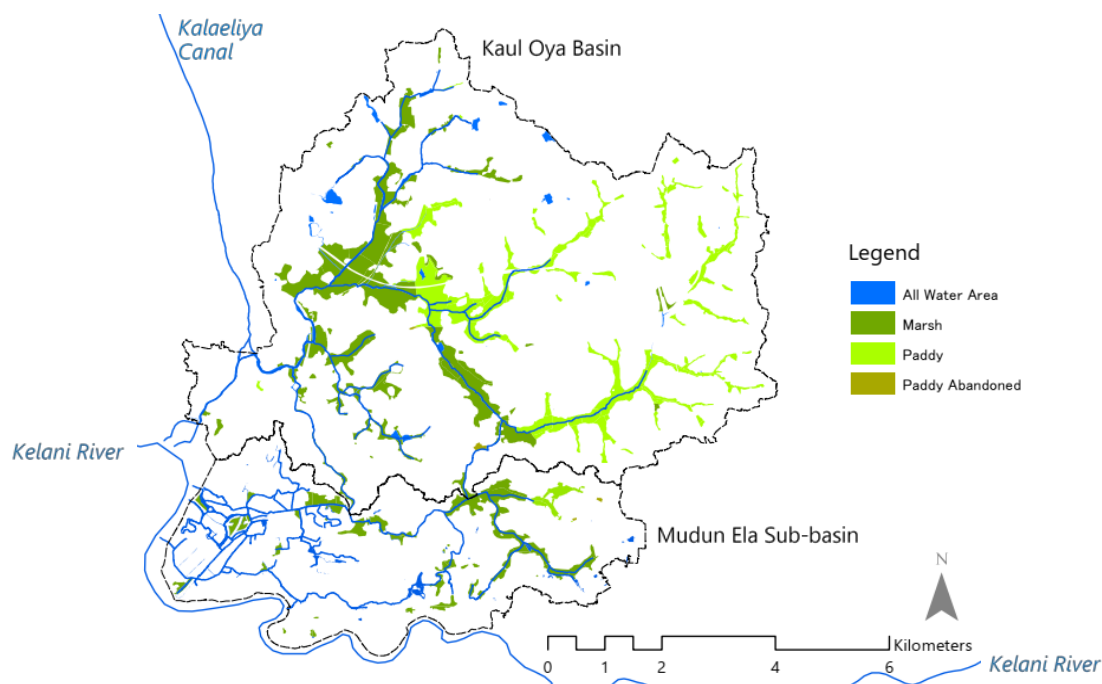 Kalaeliya
Canal
Kaul Oya Basin
Legend
All Water Area
Marsh
Paddy
Paddy Abandoned
Kelani River
Mudun Ela Sub-basin
N
Kilometers
0 1 2 4 6
Kelani River